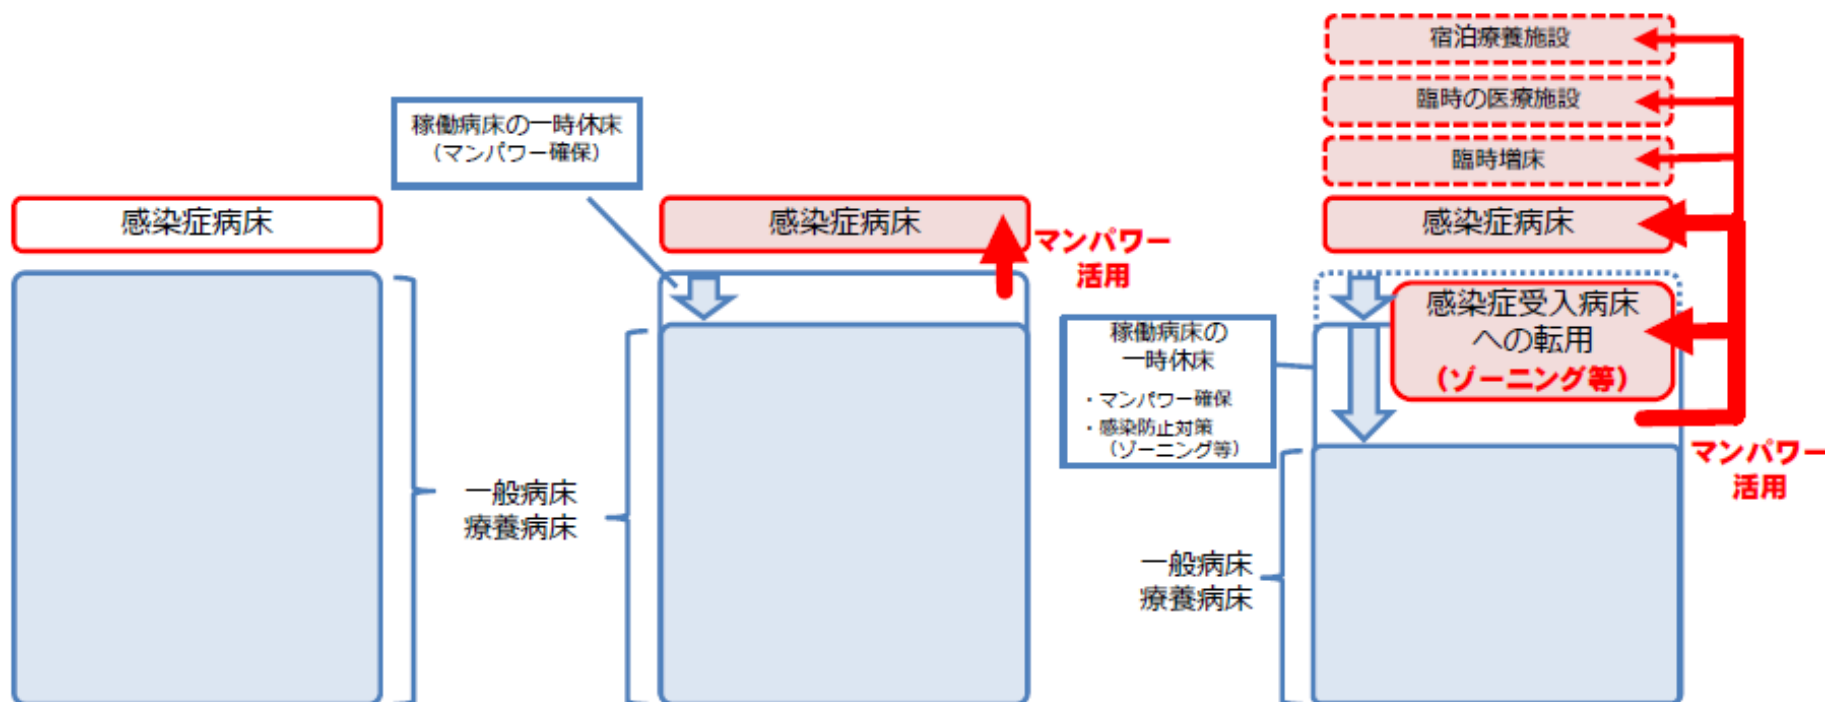 感染症病床
一般病床
療養病床
稼働病床の一時休床
（マンパワー確保）
感染症病床
マンパワー
活用
一般病床
療養病床
宿泊療養施設
臨時の医療施設
臨時増床
感染症病床
感染症受入病床
への転用
（ゾーニング等）
稼働病床の
一時休床
・マンパワー確保
・感染防止対策
（ゾーニング等）
マンパワー
活用